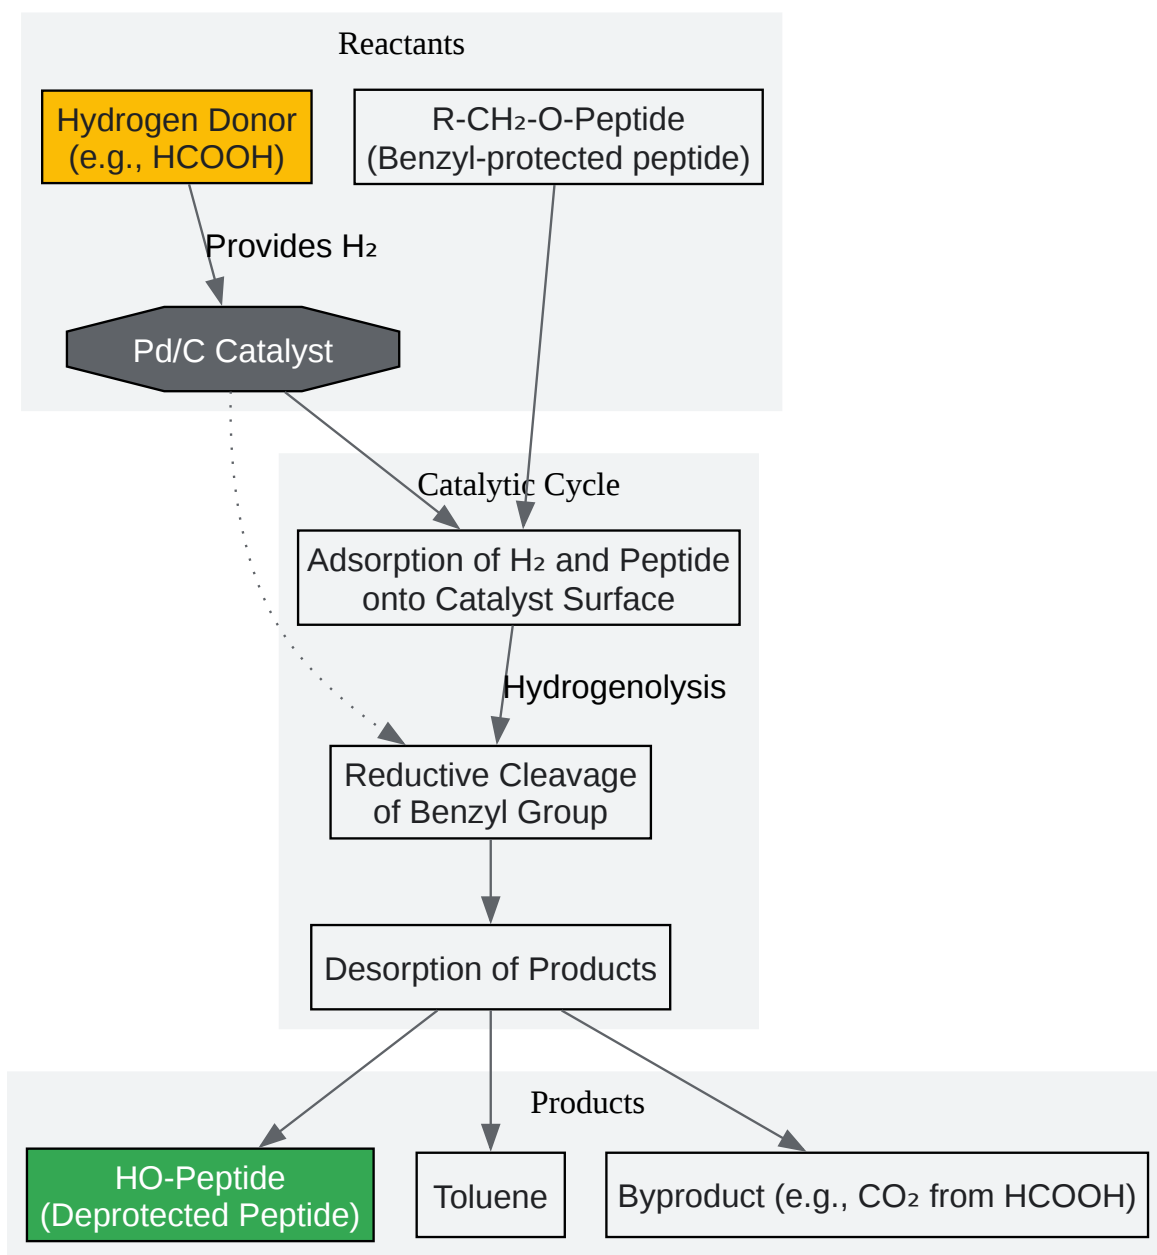 Reactants
Hydrogen Donor
(e.g., HCOOH)
R-CH₂-O-Peptide
(Benzyl-protected peptide)
Provides H₂
Pd/C Catalyst
Catalytic Cycle
Adsorption of H₂ and Peptide
onto Catalyst Surface
Hydrogenolysis
Reductive Cleavage
of Benzyl Group
Desorption of Products
Products
HO-Peptide
(Deprotected Peptide)
Toluene
Byproduct (e.g., CO₂ from HCOOH)